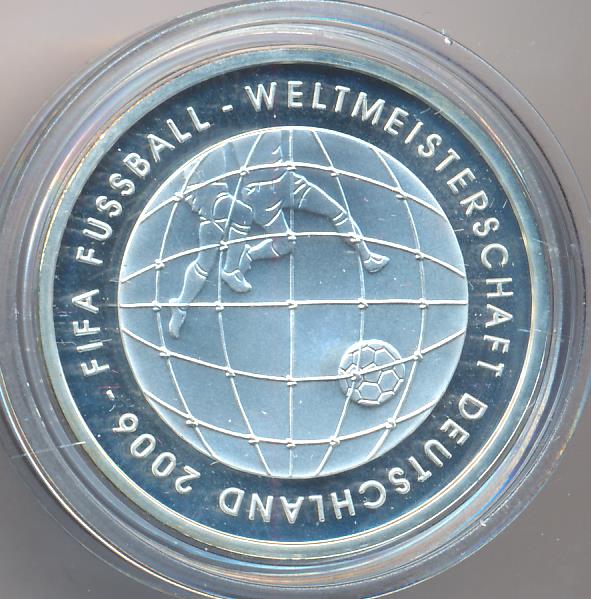 FIFA FUSSBALL - WELTMEISTERSCHAFT DEUTSCHLAND 2006 -